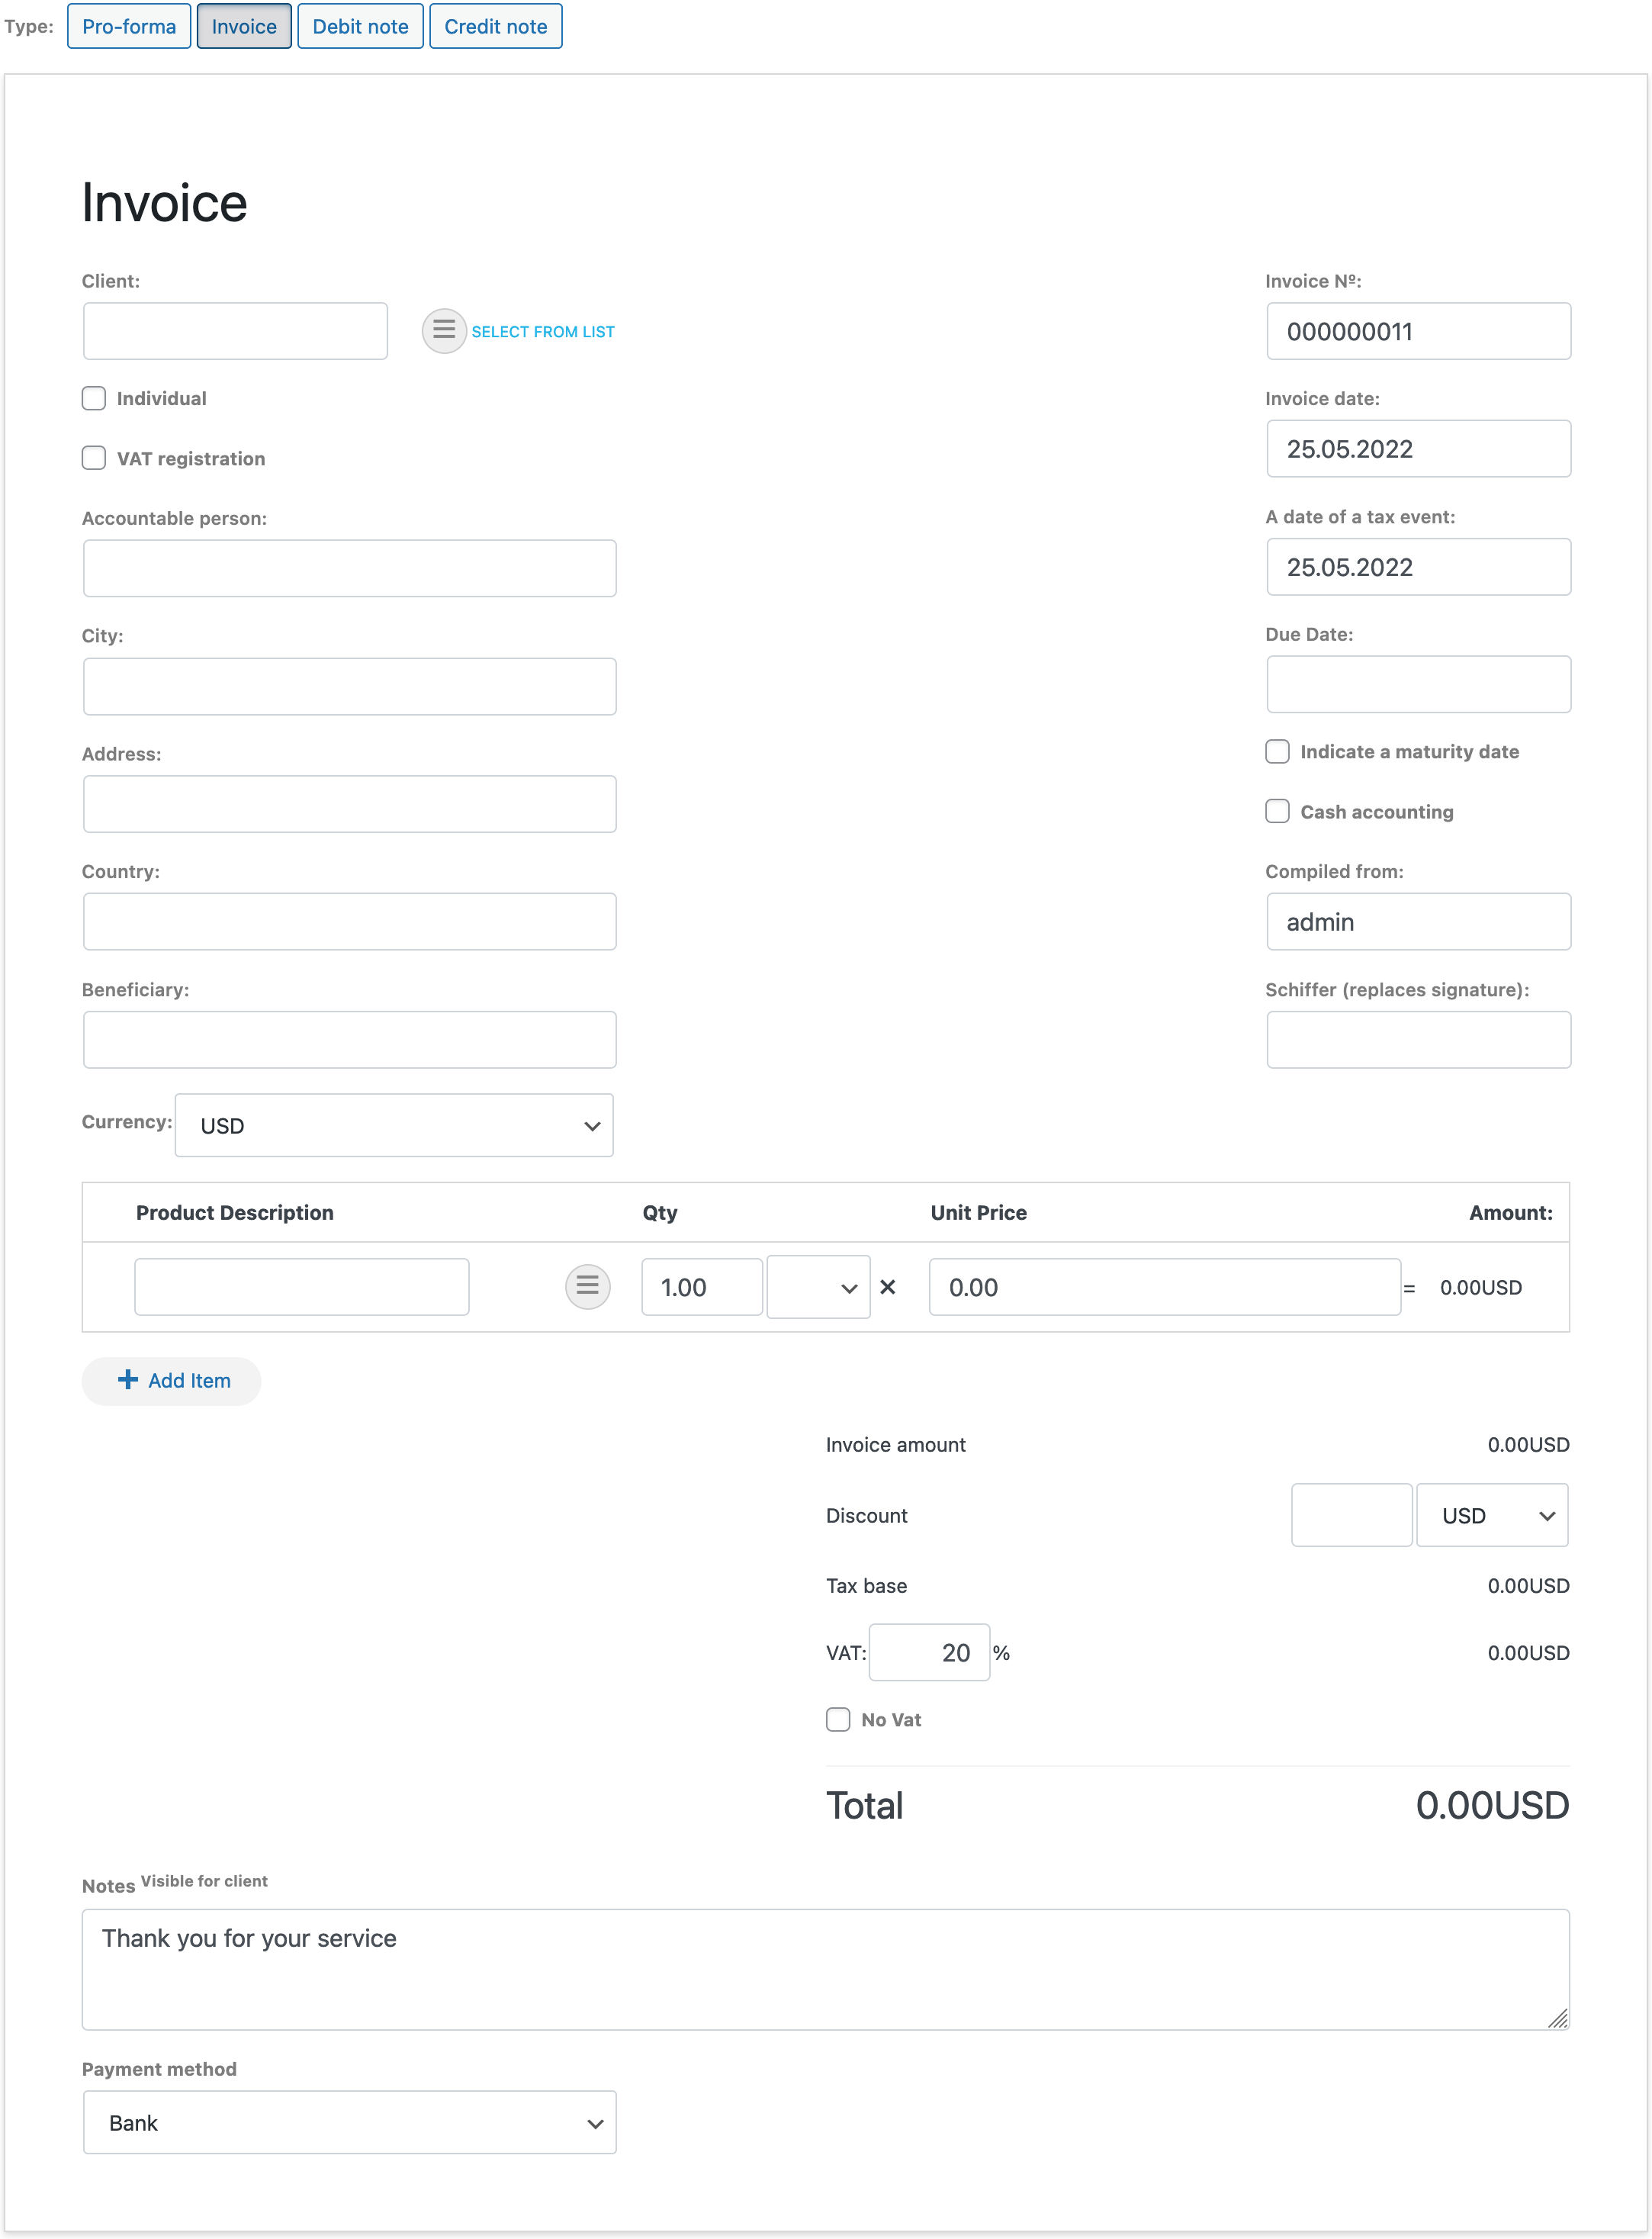 Type: Pro-forma Invoice Debit note Credit note
Invoice
Client:
SELECT FROM LIST
Individual
VAT registration
Accountable person:
City:
Address:
Country:
Beneficiary:
Currency: USD
Invoice Nº:
000000011
Invoice date:
25.05.2022
A date of a tax event:
25.05.2022
Due Date:
Indicate a maturity date
Cash accounting
Compiled from:
admin
Schiffer (replaces signature):
Product Description Qty Unit Price Amount:
1.00 × 0.00 = 0.00USD
+ Add Item
Invoice amount 0.00USD
Discount USD
Tax base 0.00USD
VAT: 20 % 0.00USD
No Vat
Total 0.00USD
Notes Visible for client
Thank you for your service
Payment method
Bank